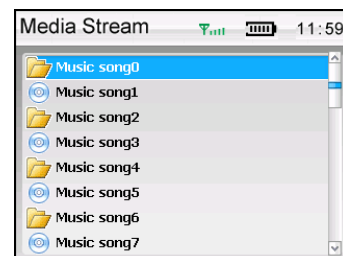 Media Stream 11:59
Music song0
Music song1
Music song2
Music song3
Music song4
Music song5
Music song6
Music song7